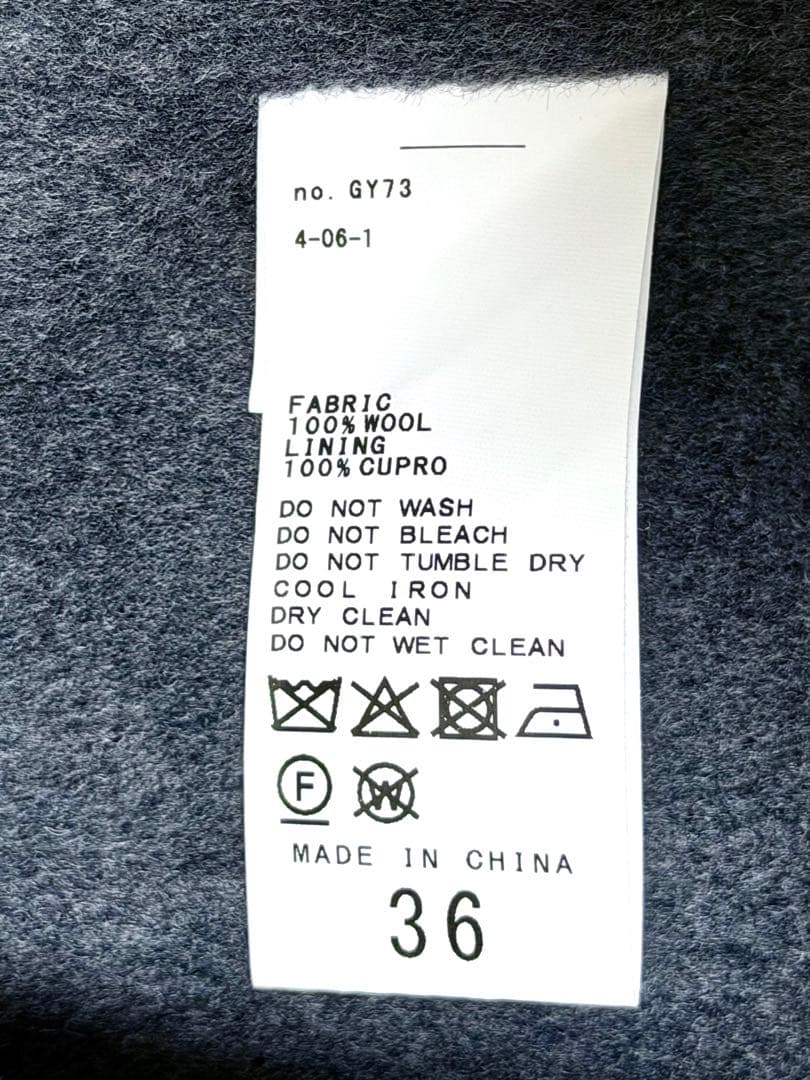 no. GY73
4-06-1
FABRIC
100% WOOL
LINING
100% CUPRO
DO NOT WASH
DO NOT BLEACH
DO NOT TUMBLE DRY
COOL IRON
DRY CLEAN
DO NOT WET CLEAN
F W
MADE IN CHINA
36